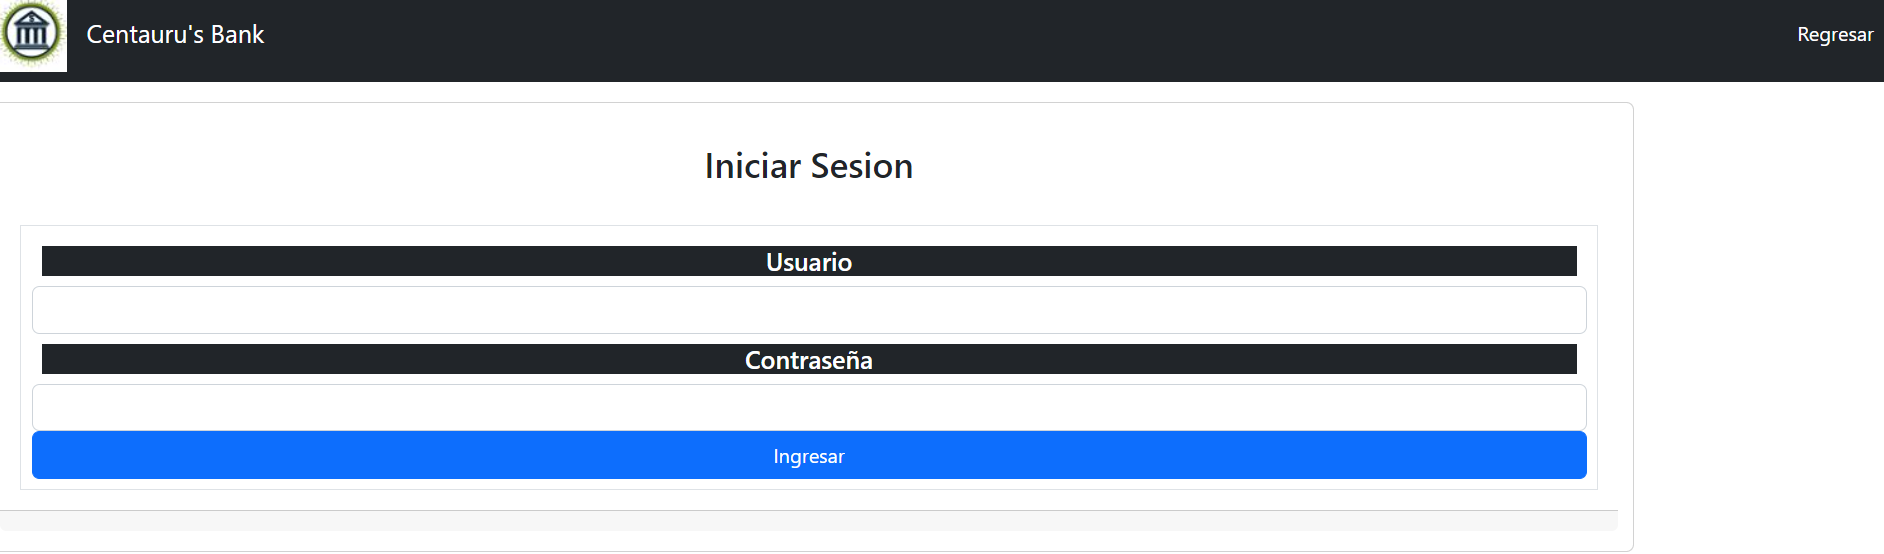 Centauru's Bank
Regresar
Iniciar Sesion
Usuario
Contraseña
Ingresar